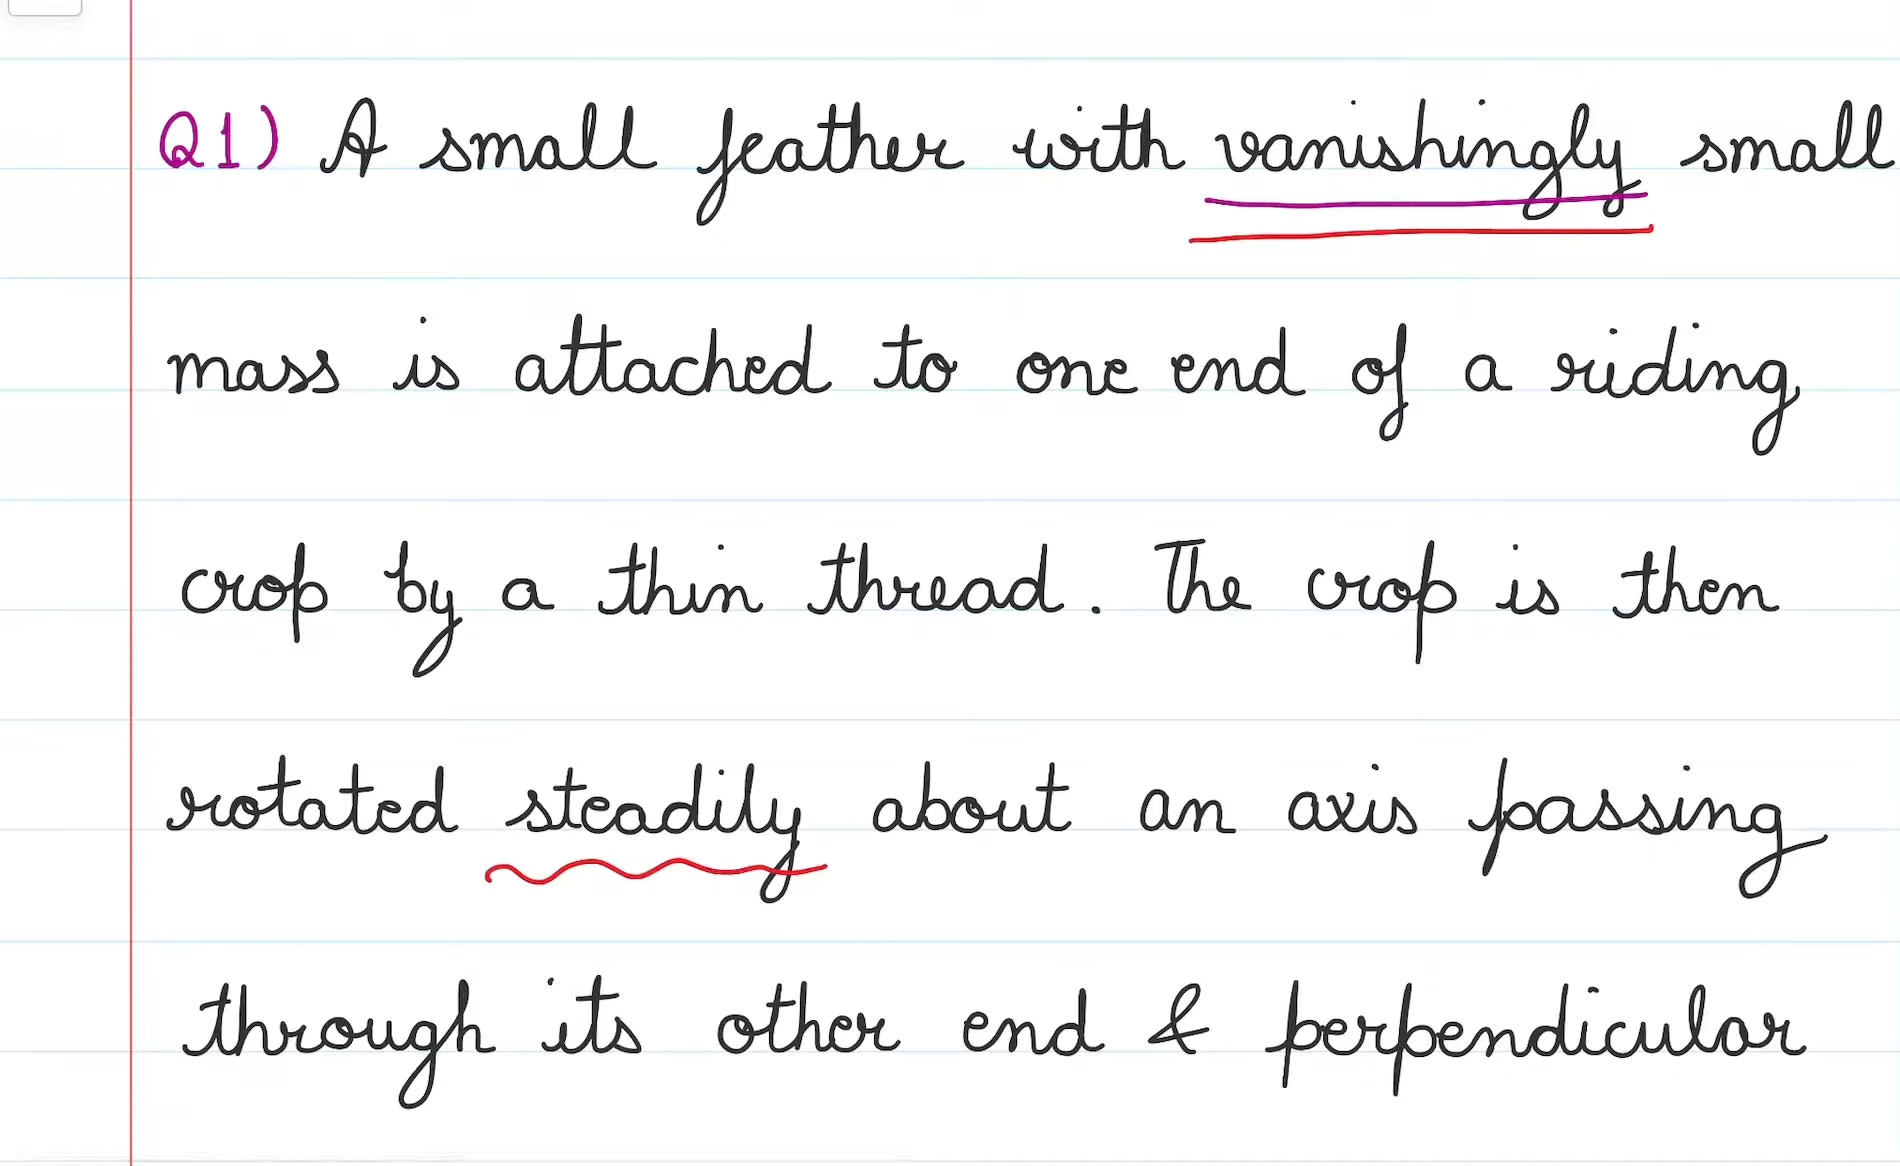 Q1) A small feather with vanishingly small
mass is attached to one end of a riding
crop by a thin thread. The crop is then
rotated steadily about an axis passing
through its other end & perpendicular